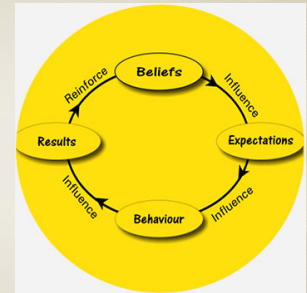 Beliefs
Influence
Expectations
Influence
Behaviour
Influence
Results
Reinforce